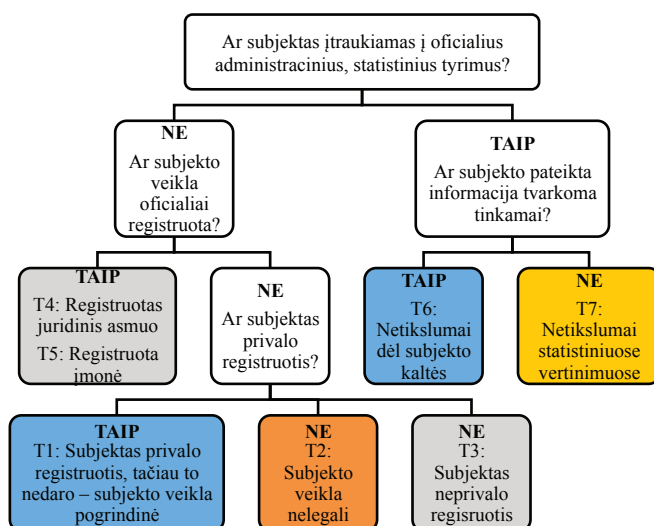 Ar subjektas įtraukiamas į oficialius
administracinius, statistinius tyrimus?
NE
Ar subjekto
veikla
oficialiai
registruota?
TAIP
Ar subjekto pateikta
informacija tvarkoma
tinkamai?
TAIP
T4: Registruotas
juridinis asmuo
T5: Registruota
įmonė
NE
Ar subjektas
privalo
registruotis?
TAIP
T6:
Netikslumai
dėl subjekto
kaltės
NE
T7:
Netikslumai
statistiniuose
vertinimuose
TAIP
T1: Subjektas privalo
registruotis, tačiau to
nedaro – subjekto veikla
pogrindinė
NE
T2:
Subjekto
veikla
nelegali
NE
T3:
Subjektas
neprivalo
regisruotis